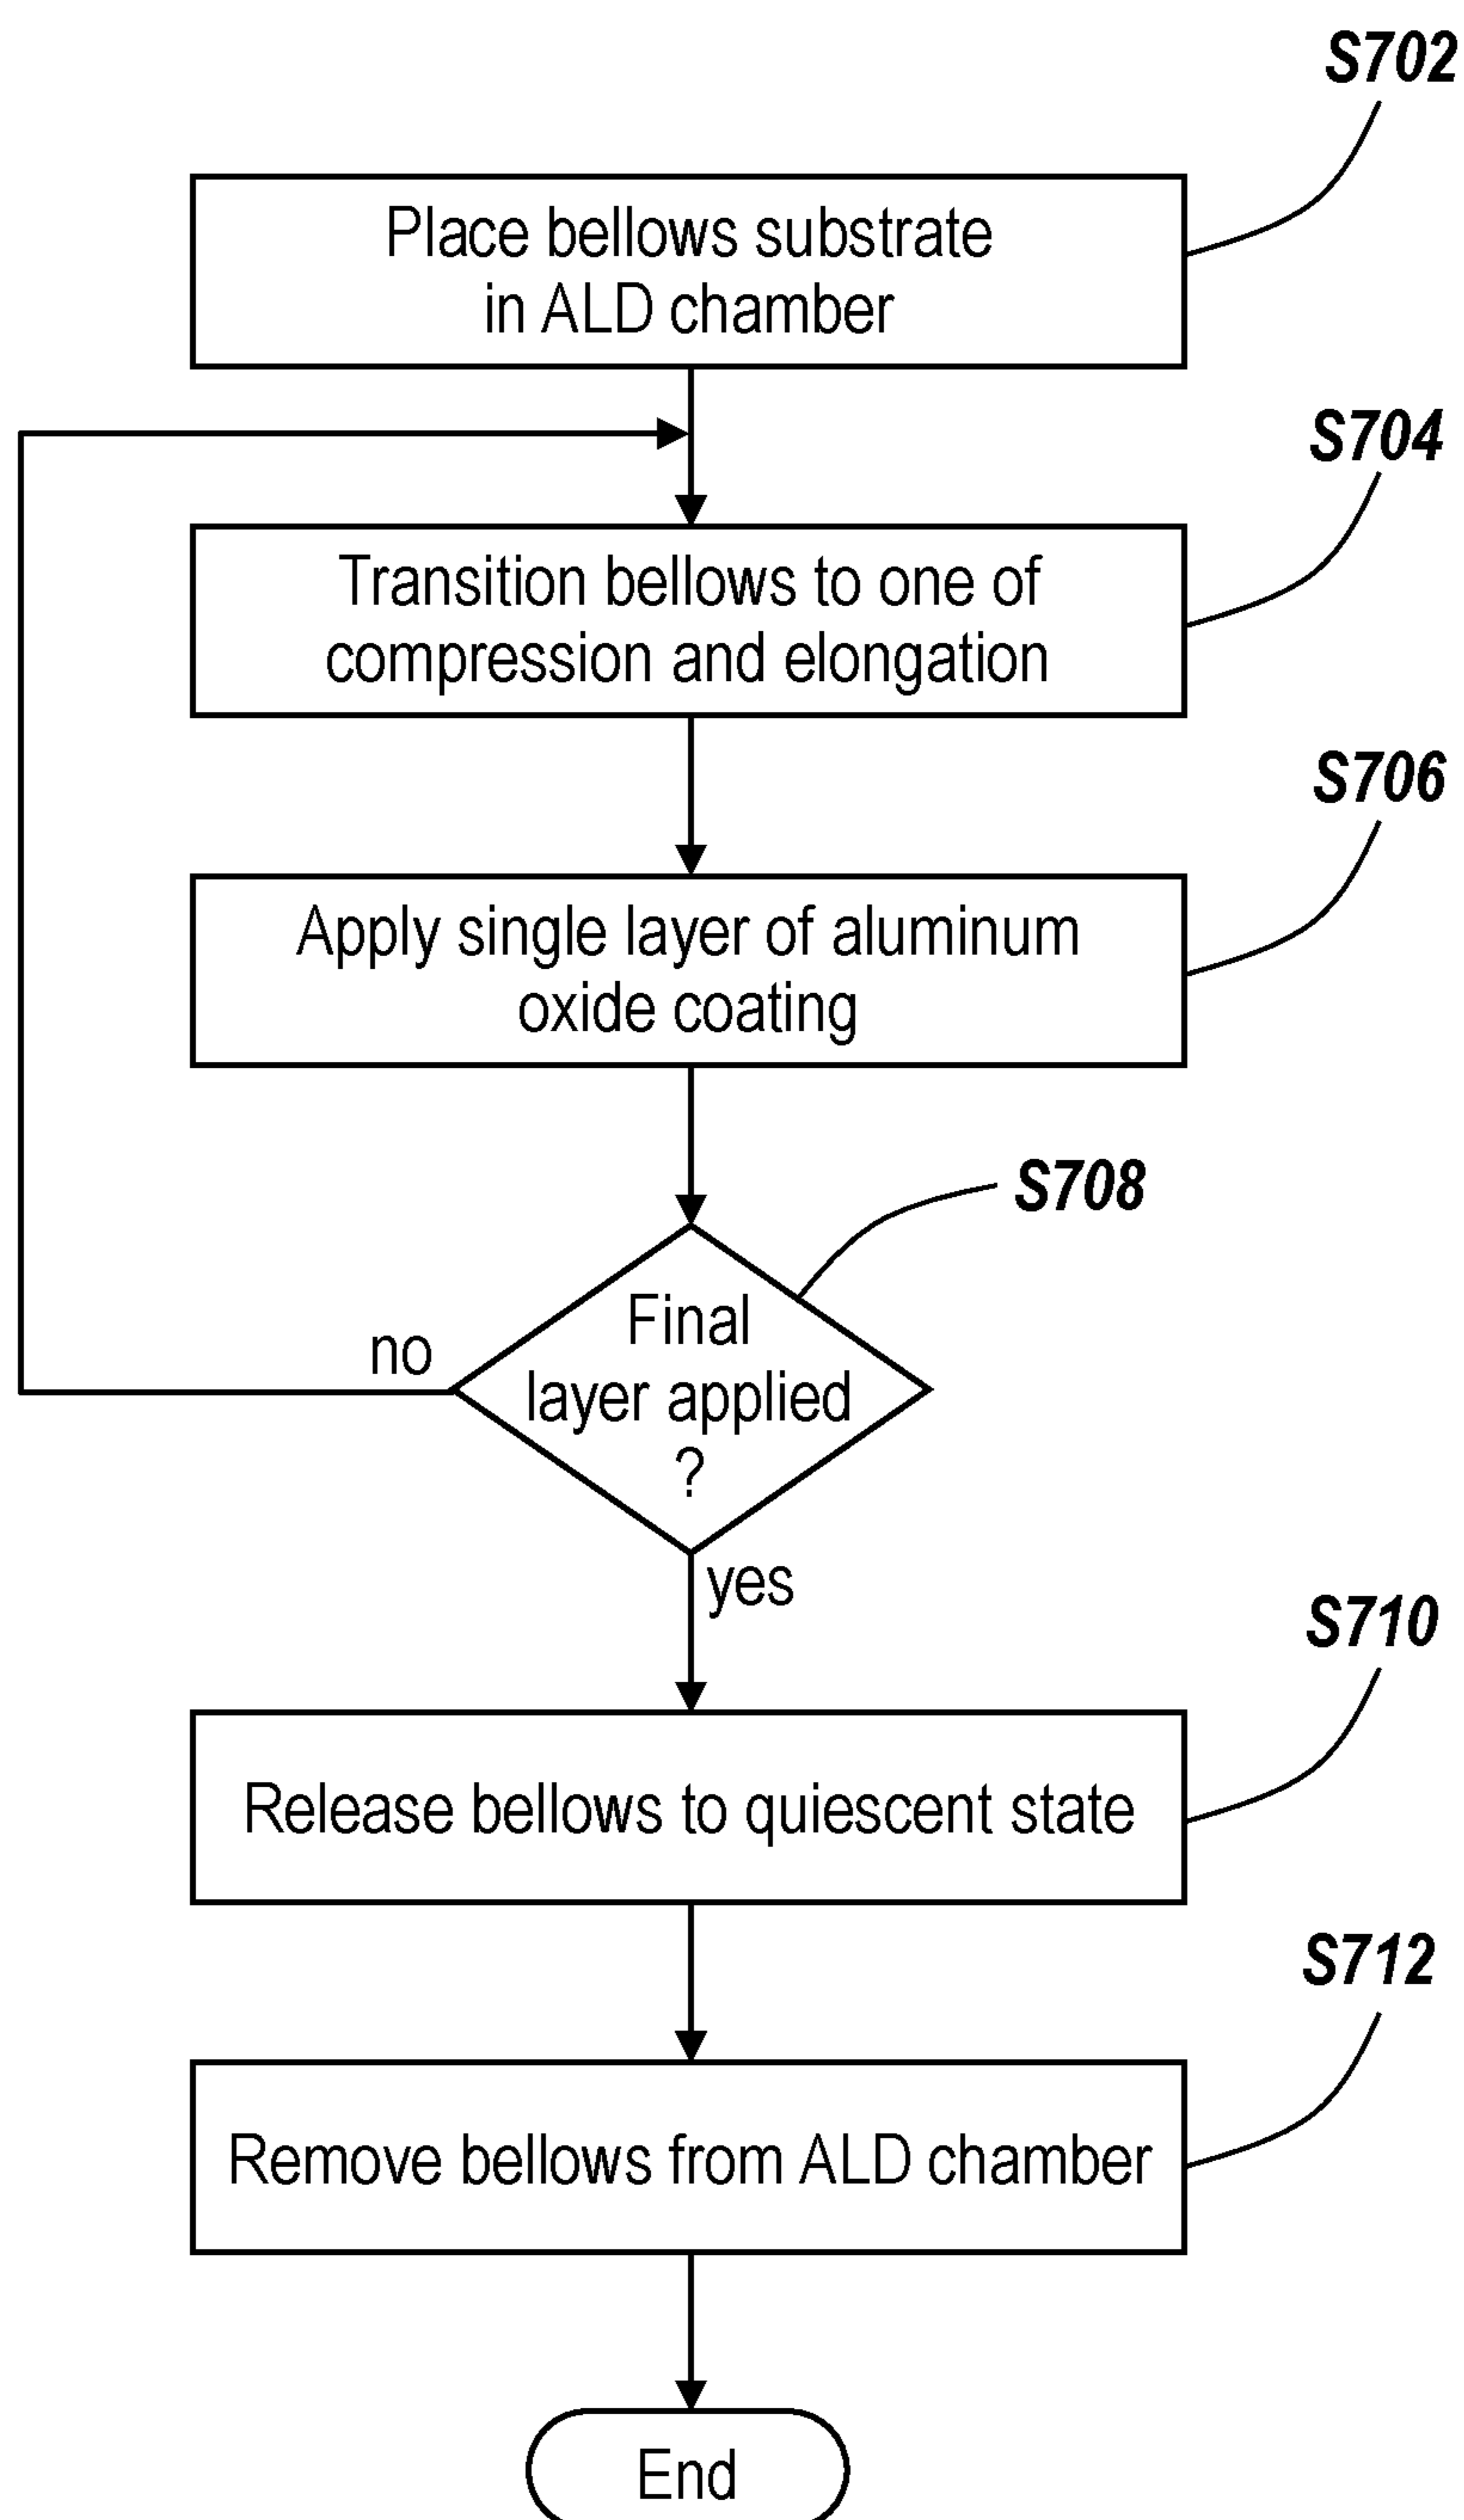 S702
Place bellows substrate
in ALD chamber
S704
Transition bellows to one of
compression and elongation
S706
Apply single layer of aluminum
oxide coating
S708
Final
layer applied
?
no
yes
S710
Release bellows to quiescent state
S712
Remove bellows from ALD chamber
End